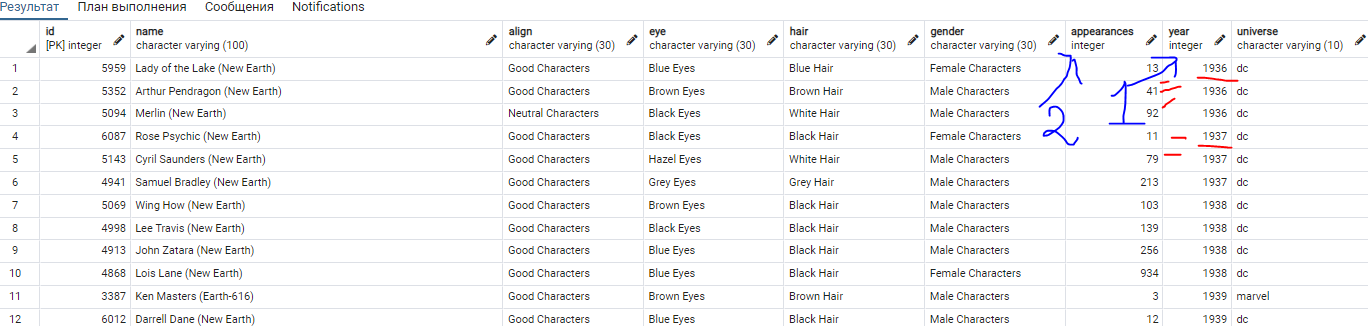 Результат План выполнения Сообщения Notifications
id name align eye hair gender appearances year universe
[PK] integer character varying (100) character varying (30) character varying (30) character varying (30) character varying (30) integer integer character varying (10)
1 5959 Lady of the Lake (New Earth) Good Characters Blue Eyes Blue Hair Female Characters 13 1936 dc
2 5352 Arthur Pendragon (New Earth) Good Characters Brown Eyes Brown Hair Male Characters 41 1936 dc
3 5094 Merlin (New Earth) Neutral Characters Black Eyes White Hair Male Characters 92 1936 dc
4 6087 Rose Psychic (New Earth) Good Characters Black Eyes Black Hair Female Characters 11 1937 dc
5 5143 Cyril Saunders (New Earth) Good Characters Hazel Eyes White Hair Male Characters 79 1937 dc
6 4941 Samuel Bradley (New Earth) Good Characters Grey Eyes Grey Hair Male Characters 213 1937 dc
7 5069 Wing How (New Earth) Good Characters Brown Eyes Black Hair Male Characters 103 1938 dc
8 4998 Lee Travis (New Earth) Good Characters Black Eyes Black Hair Male Characters 139 1938 dc
9 4913 John Zatara (New Earth) Good Characters Blue Eyes Black Hair Male Characters 256 1938 dc
10 4868 Lois Lane (New Earth) Good Characters Blue Eyes Black Hair Female Characters 934 1938 dc
11 3387 Ken Masters (Earth-616) Good Characters Brown Eyes Brown Hair Male Characters 3 1939 marvel
12 6012 Darrell Dane (New Earth) Good Characters Blue Eyes Black Hair Male Characters 12 1939 dc
1
2